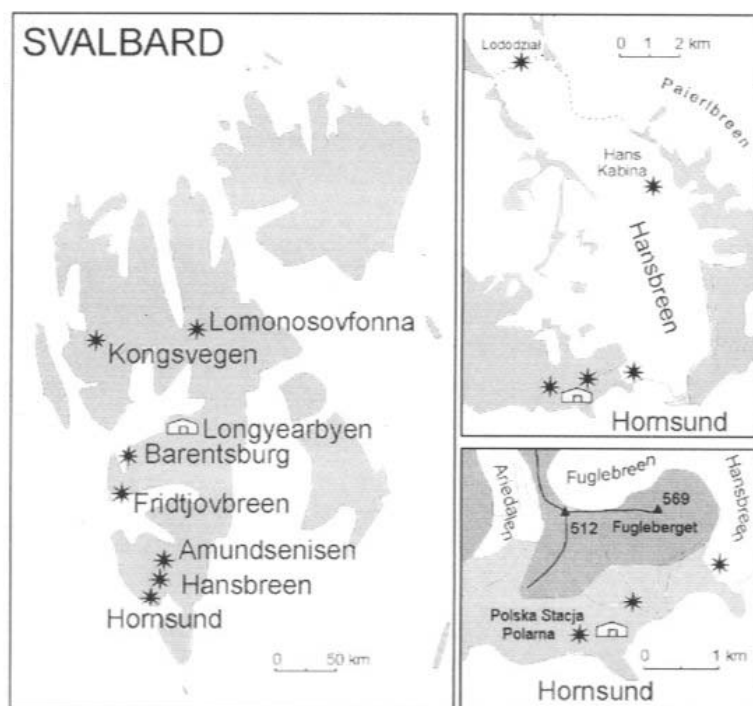 SVALBARD
Lomonosovfonna
Kongsvegen
Longyearbyen
Barentsburg
Fridtjovbreen
Amundsenisen
Hansbreen
Hornsund
0 50 km
0 1 2 km
Lododział
Paierlbreen
Hans
Kabina
Hansbreen
Hornsund
Ariedalen
Fuglebreen
Hansbreen
569
512
Fugleberget
Polska Stacja
Polarna
0 1 km
Hornsund